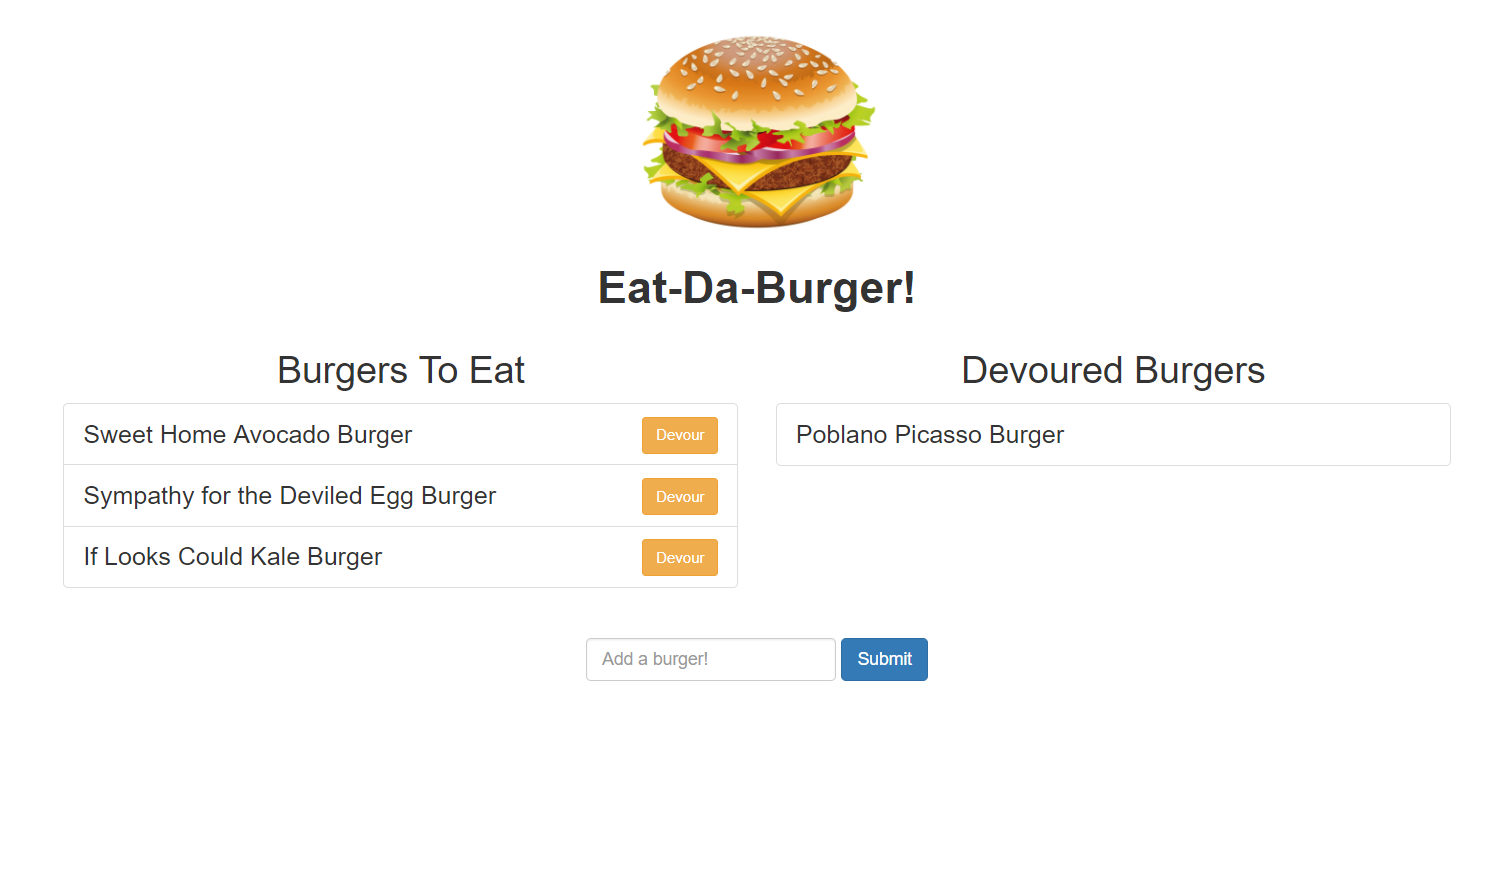 Eat-Da-Burger!
Burgers To Eat
Sweet Home Avocado Burger Devour
Sympathy for the Deviled Egg Burger Devour
If Looks Could Kale Burger Devour
Devoured Burgers
Poblano Picasso Burger
Add a burger! Submit